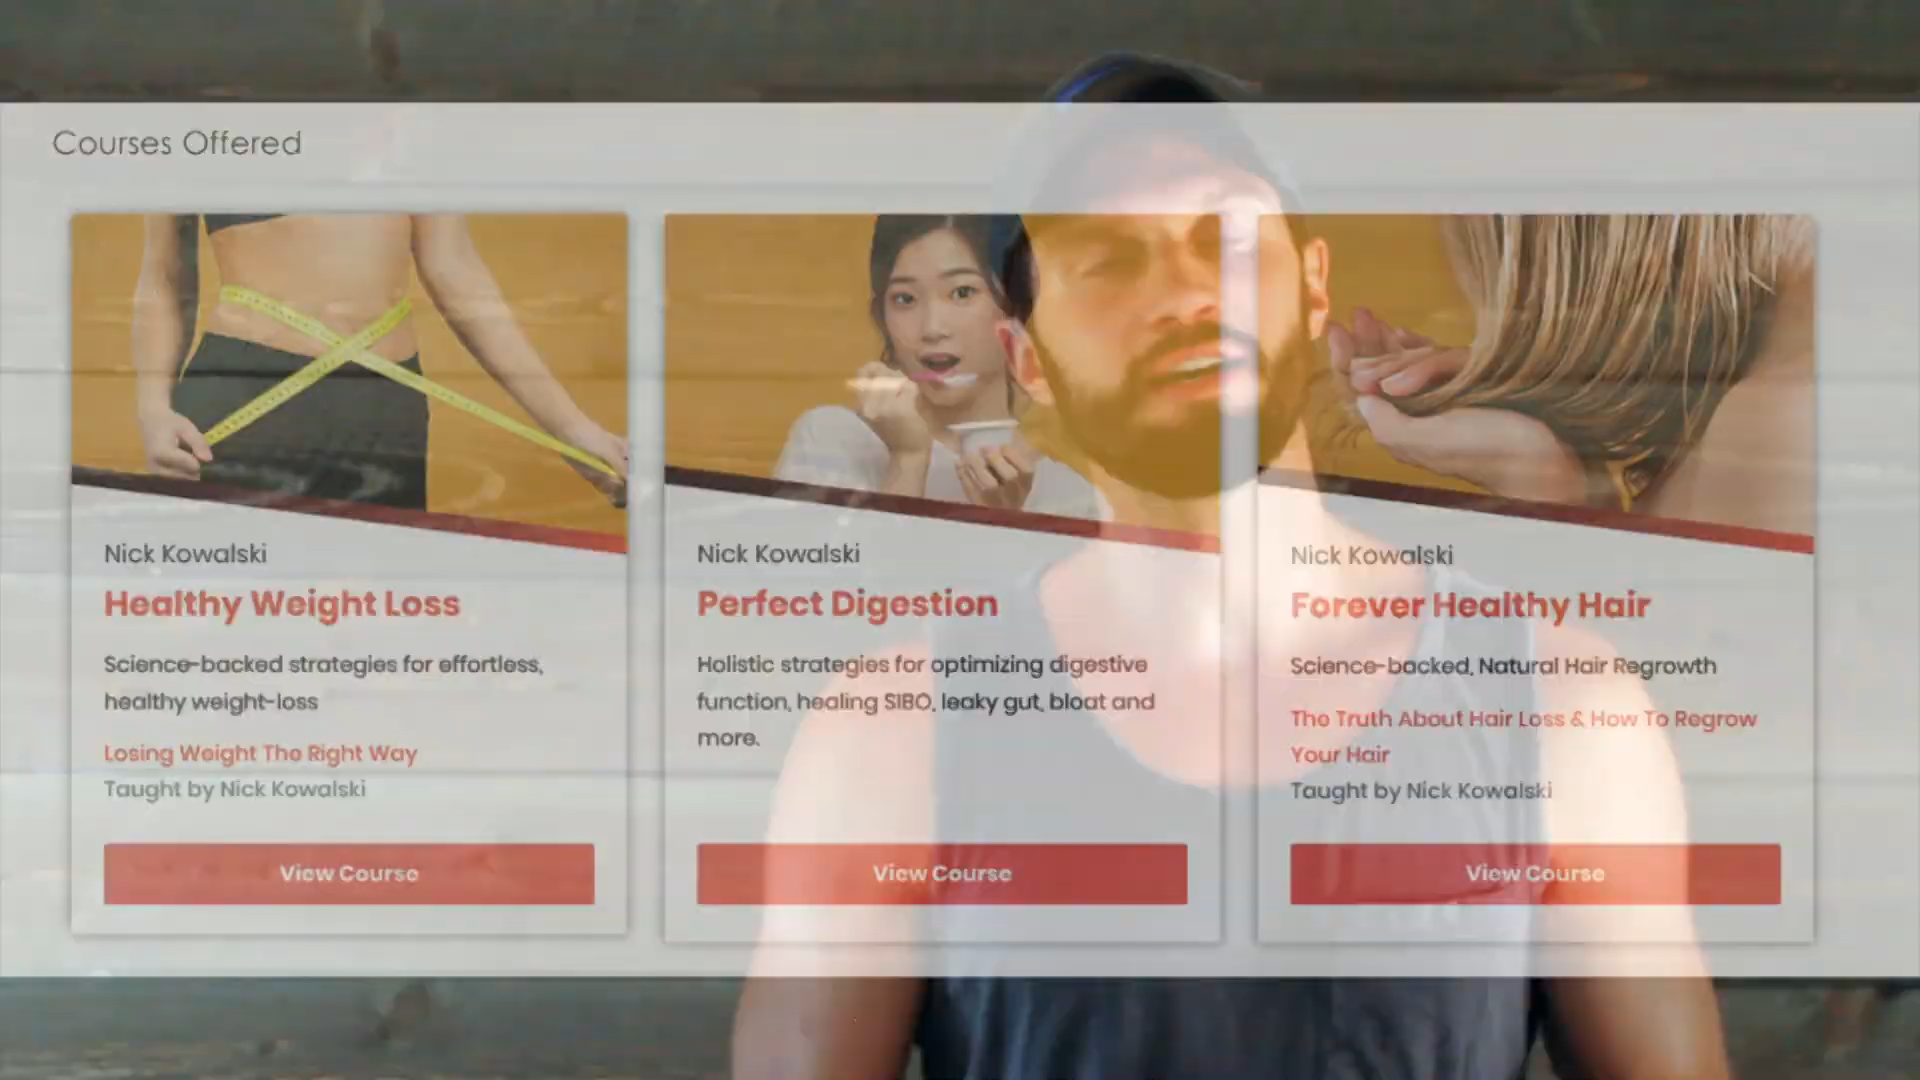 Courses Offered
Nick Kowalski
Healthy Weight Loss
Science-backed strategies for effortless,
healthy weight-loss
Losing Weight The Right Way
Taught by Nick Kowalski
View Course
Nick Kowalski
Perfect Digestion
Holistic strategies for optimizing digestive
function, healing SIBO, leaky gut, bloat and
more.
View Course
Nick Kowalski
Forever Healthy Hair
Science-backed, Natural Hair Regrowth
The Truth About Hair Loss & How To Regrow
Your Hair
Taught by Nick Kowalski
View Course